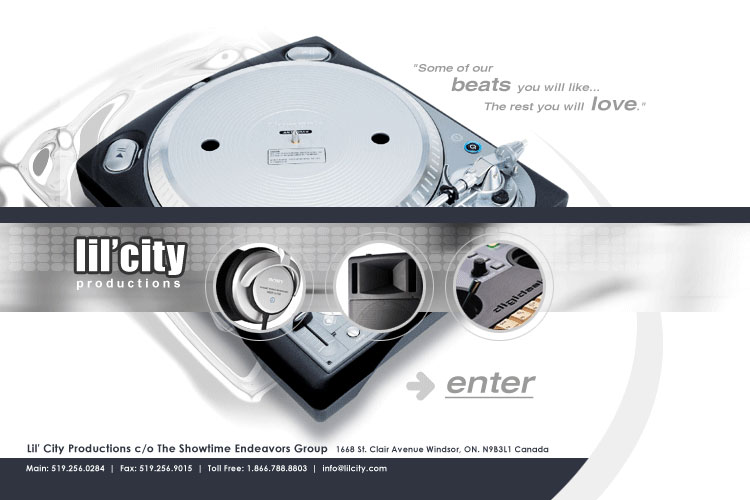 "Some of our
beats you will like...
The rest you will love."
lil'city
productions
enter
Lil' City Productions c/o The Showtime Endeavors Group 1668 St. Clair Avenue Windsor, ON. N9B3L1 Canada
Main: 519.256.0284 | Fax: 519.256.9015 | Toll Free: 1.866.788.8803 | info@lilcity.com